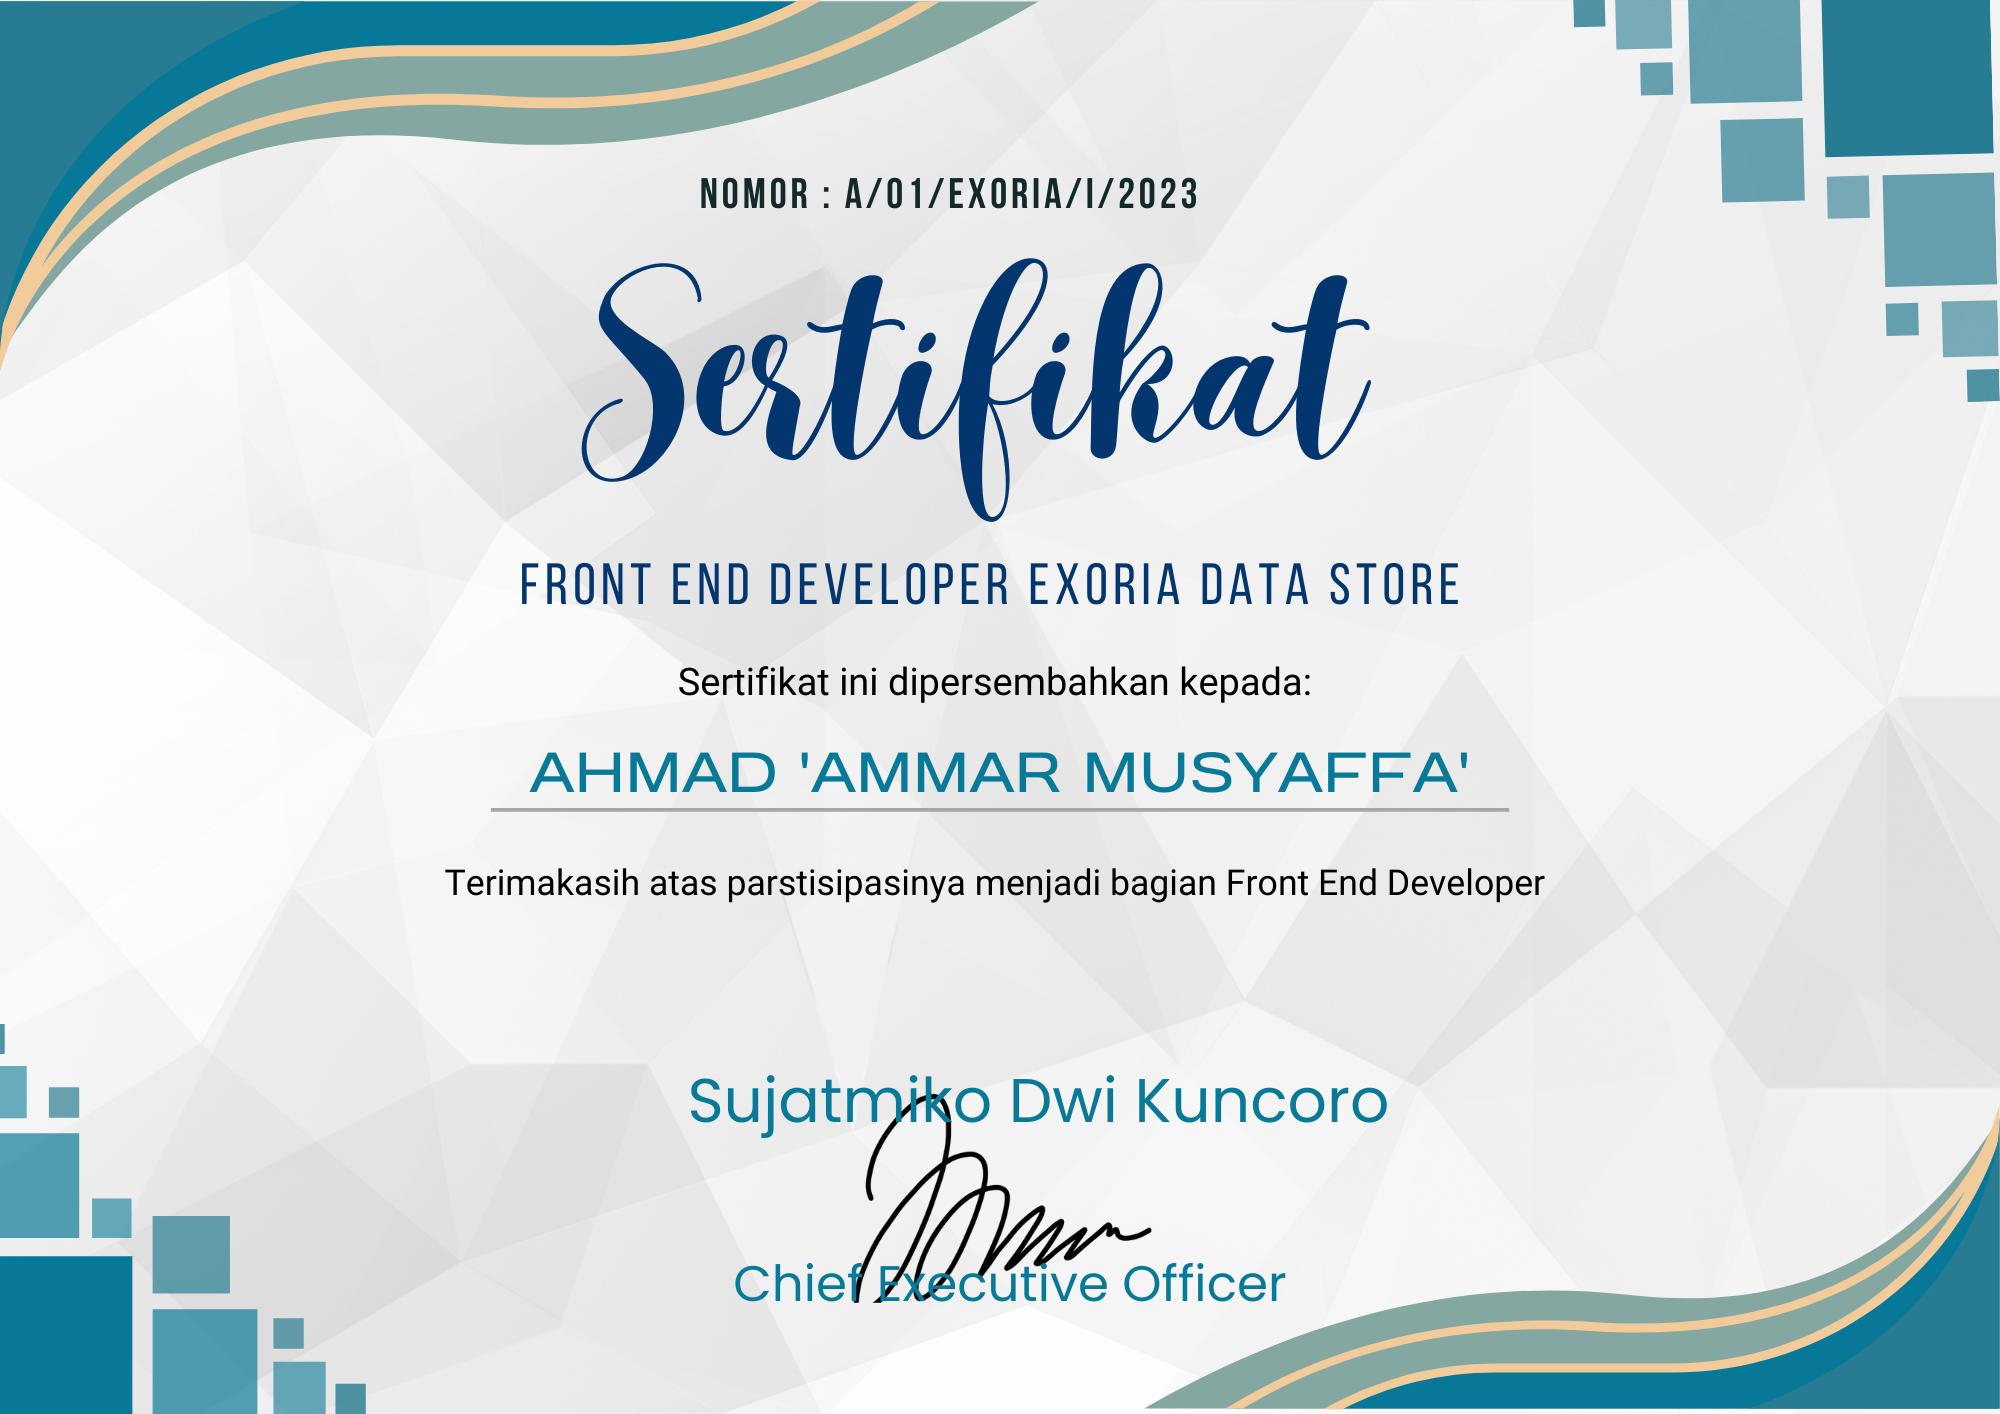 NOMOR : A/01/EXORIA/I/2023
Sertifikat
FRONT END DEVELOPER EXORIA DATA STORE
Sertifikat ini dipersembahkan kepada:
AHMAD 'AMMAR MUSYAFFA'
Terimakasih atas parstisipasinya menjadi bagian Front End Developer
Sujatmiko Dwi Kuncoro
Chief Executive Officer